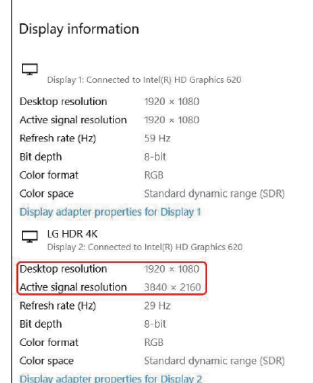 Display information
Display 1: Connected to Intel(R) HD Graphics 620
Desktop resolution 1920 × 1080
Active signal resolution 1920 × 1080
Refresh rate (Hz) 59 Hz
Bit depth 8-bit
Color format RGB
Color space Standard dynamic range (SDR)
Display adapter properties for Display 1
LG HDR 4K
Display 2: Connected to Intel(R) HD Graphics 620
Desktop resolution 1920 × 1080
Active signal resolution 3840 × 2160
Refresh rate (Hz) 29 Hz
Bit depth 8-bit
Color format RGB
Color space Standard dynamic range (SDR)
Display adapter properties for Display 2